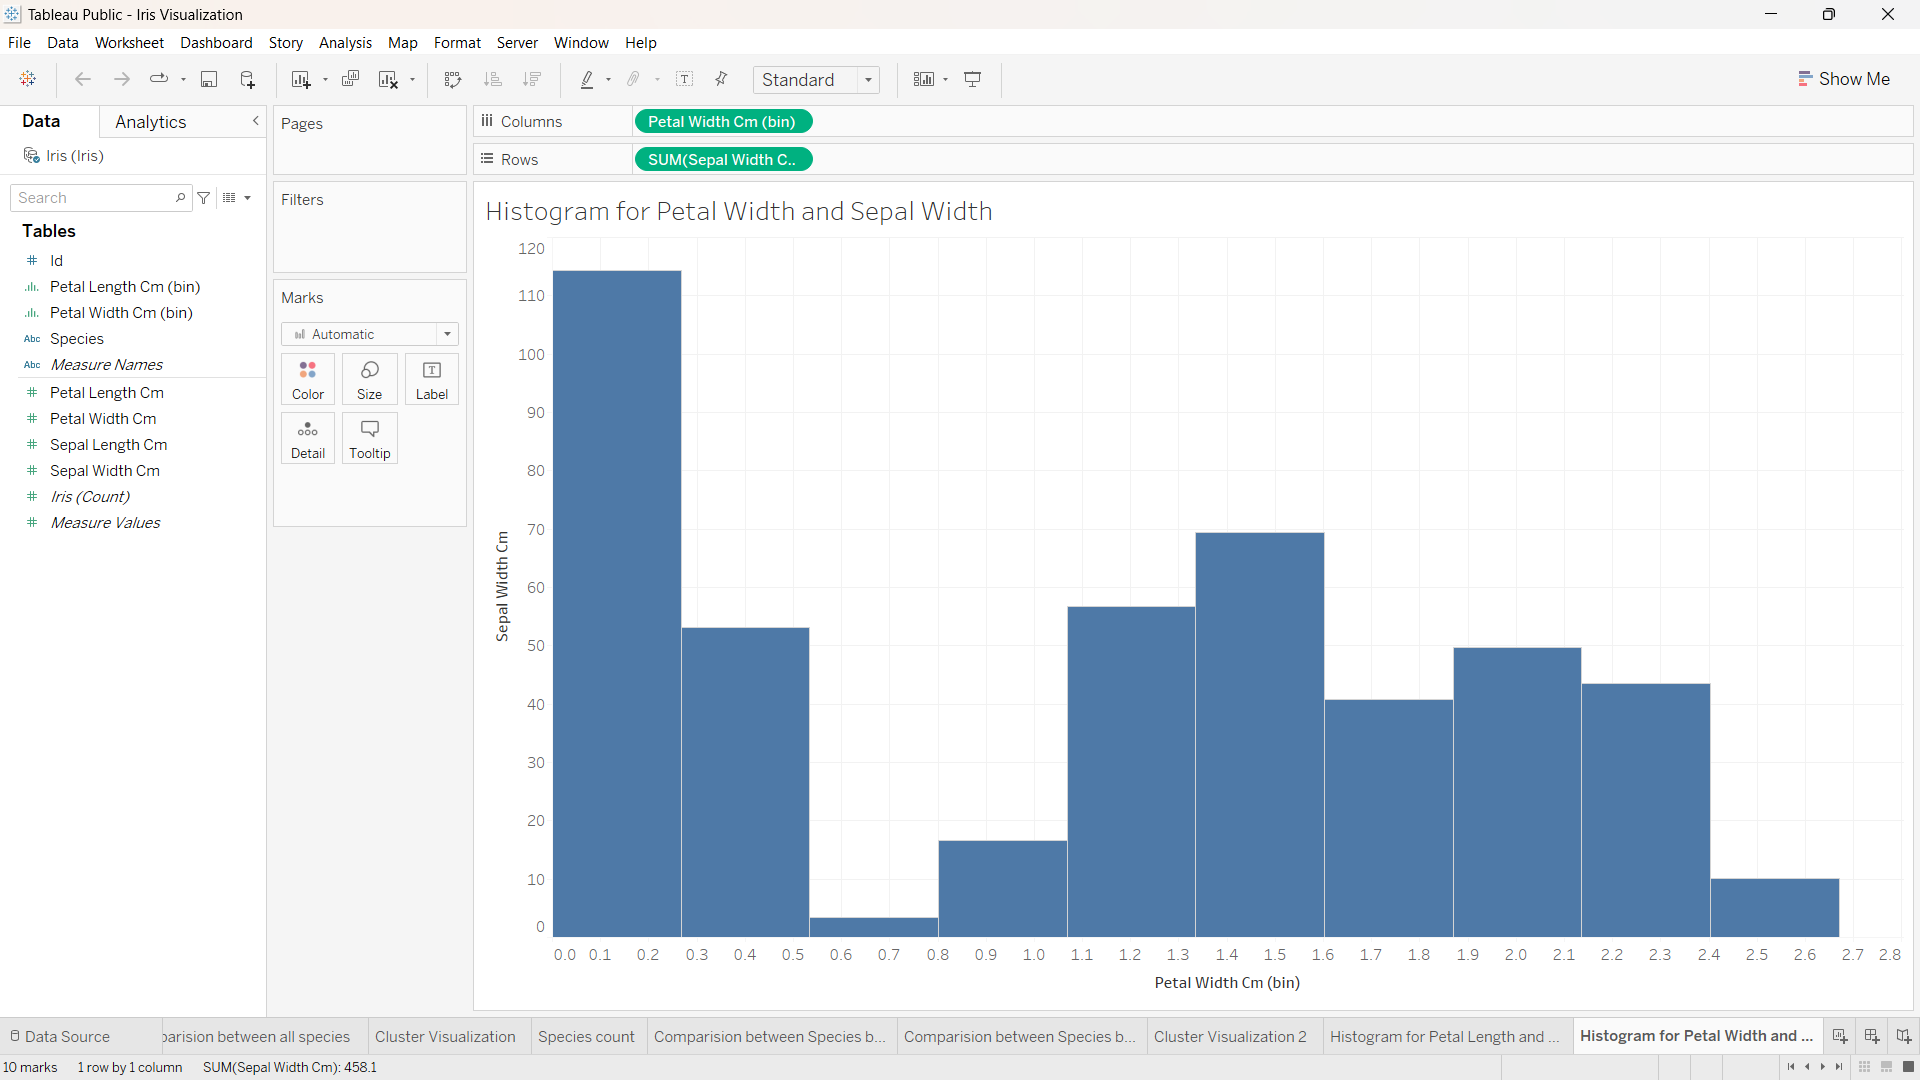 Tableau Public - Iris Visualization
File Data Worksheet Dashboard Story Analysis Map Format Server Window Help
Standard
Show Me
Data Analytics
Iris (Iris)
Search
Tables
Id
Petal Length Cm (bin)
Petal Width Cm (bin)
Abc Species
Abc Measure Names
Petal Length Cm
Petal Width Cm
Sepal Length Cm
Sepal Width Cm
Iris (Count)
Measure Values
Pages
Filters
Marks
Automatic
Color Size Label
Detail Tooltip
Columns Petal Width Cm (bin)
Rows SUM(Sepal Width C..
Histogram for Petal Width and Sepal Width
120
110
100
90
80
70
60
50
40
30
20
10
0
Sepal Width Cm
0.0 0.1 0.2 0.3 0.4 0.5 0.6 0.7 0.8 0.9 1.0 1.1 1.2 1.3 1.4 1.5 1.6 1.7 1.8 1.9 2.0 2.1 2.2 2.3 2.4 2.5 2.6 2.7 2.8
Petal Width Cm (bin)
Data Source parision between all species Cluster Visualization Species count Comparision between Species b... Comparision between Species b... Cluster Visualization 2 Histogram for Petal Length and ... Histogram for Petal Width and ...
10 marks 1 row by 1 column SUM(Sepal Width Cm): 458.1